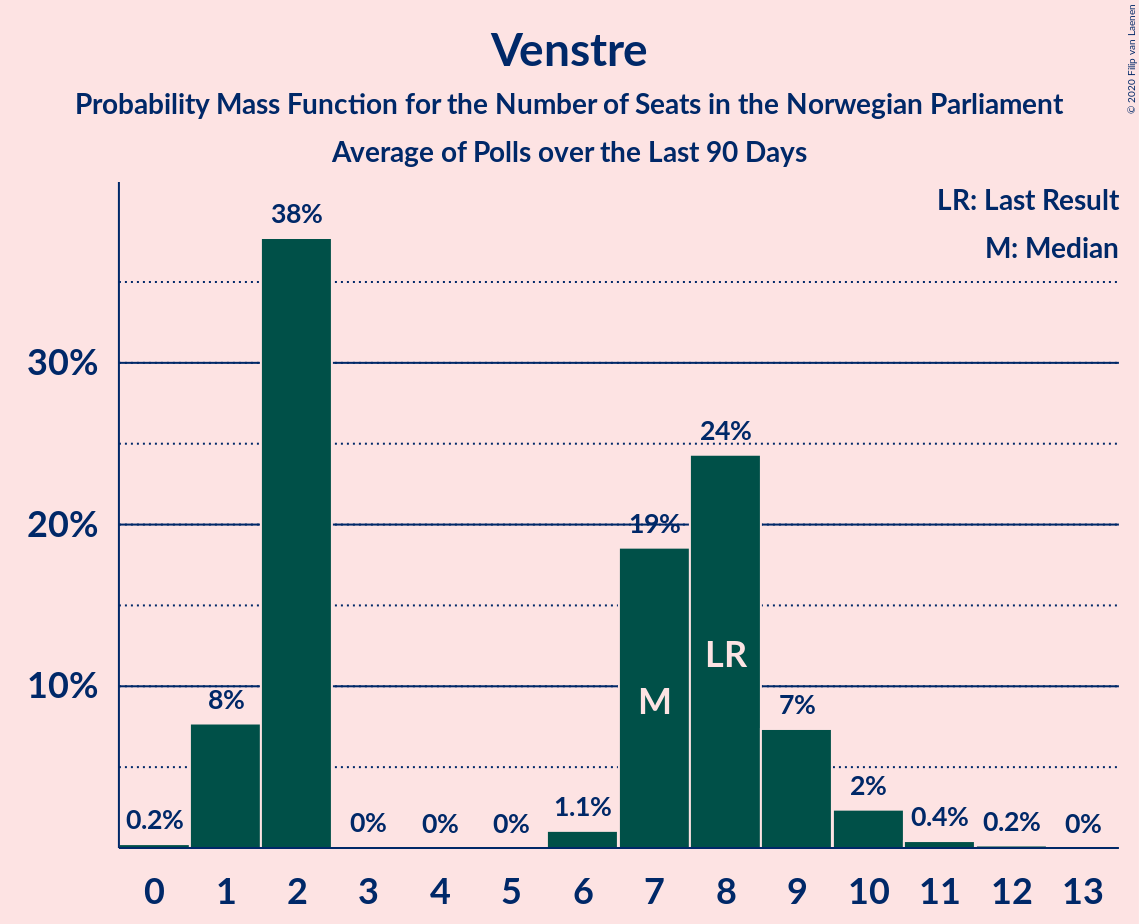 Venstre
Probability Mass Function for the Number of Seats in the Norwegian Parliament
Average of Polls over the Last 90 Days
© 2020 Filip van Laenen
LR: Last Result
M: Median
30%
20%
10%
0.2%
8%
38%
0%
0%
0%
1.1%
19%
24%
7%
2%
0.4%
0.2%
0%
M
LR
0 1 2 3 4 5 6 7 8 9 10 11 12 13